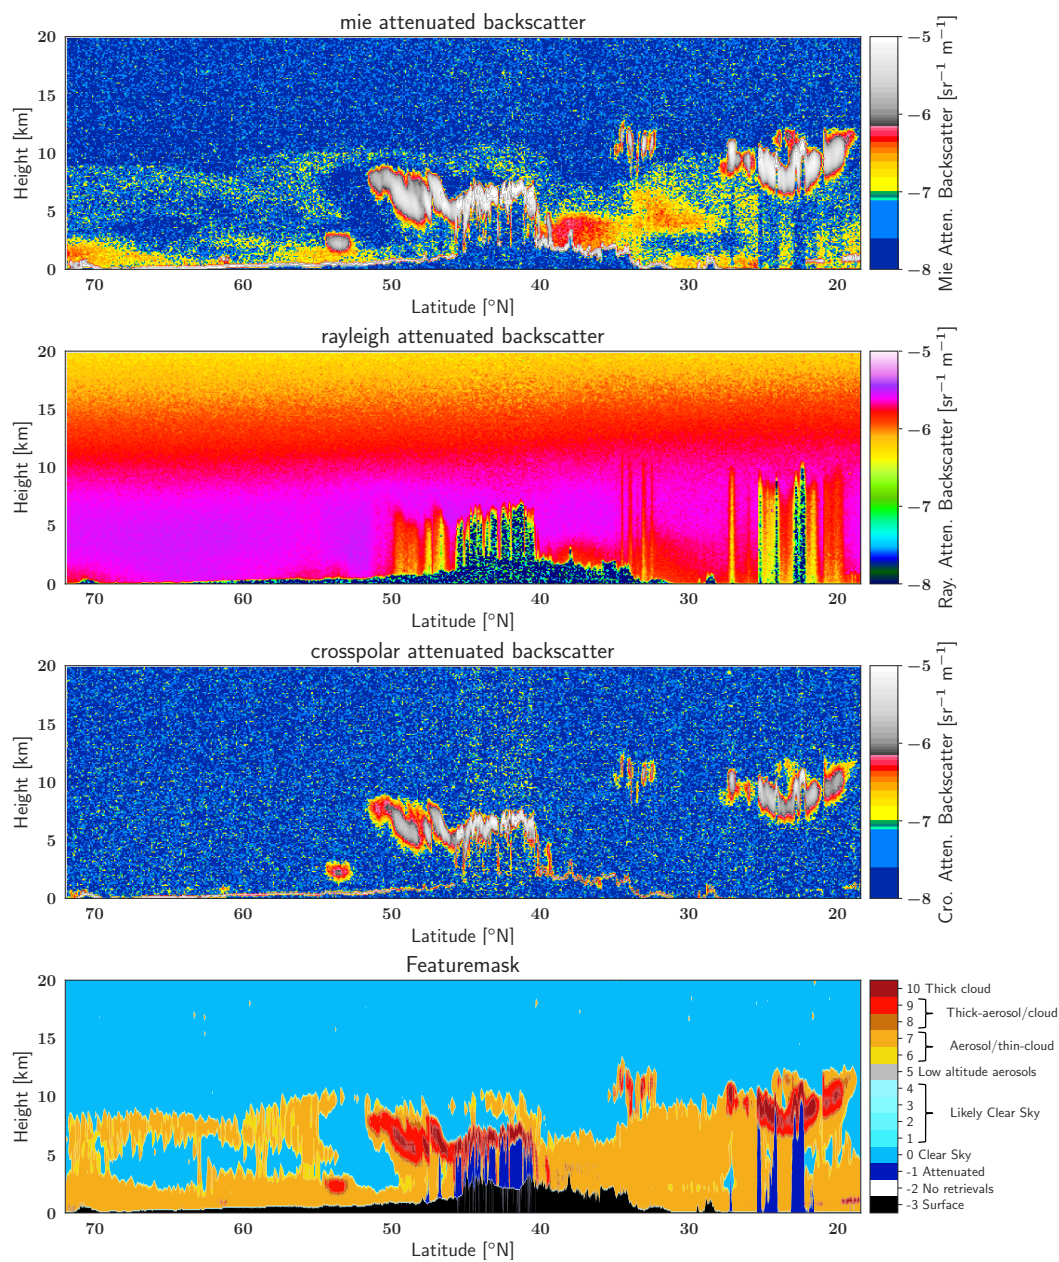 mie attenuated backscatter
20
15
10
5
0
Height [km]
70 60 50 40 30 20
Latitude [°N]
−5
−6
−7
−8
Mie Atten. Backscatter [sr⁻¹ m⁻¹]
rayleigh attenuated backscatter
20
15
10
5
0
Height [km]
70 60 50 40 30 20
Latitude [°N]
−5
−6
−7
−8
Ray. Atten. Backscatter [sr⁻¹ m⁻¹]
crosspolar attenuated backscatter
20
15
10
5
0
Height [km]
70 60 50 40 30 20
Latitude [°N]
−5
−6
−7
−8
Cro. Atten. Backscatter [sr⁻¹ m⁻¹]
Featuremask
20
15
10
5
0
Height [km]
70 60 50 40 30 20
Latitude [°N]
10 Thick cloud
9
Thick-aerosol/cloud
8
7
Aerosol/thin-cloud
6
5 Low altitude aerosols
4
3
Likely Clear Sky
2
1
0 Clear Sky
-1 Attenuated
-2 No retrievals
-3 Surface